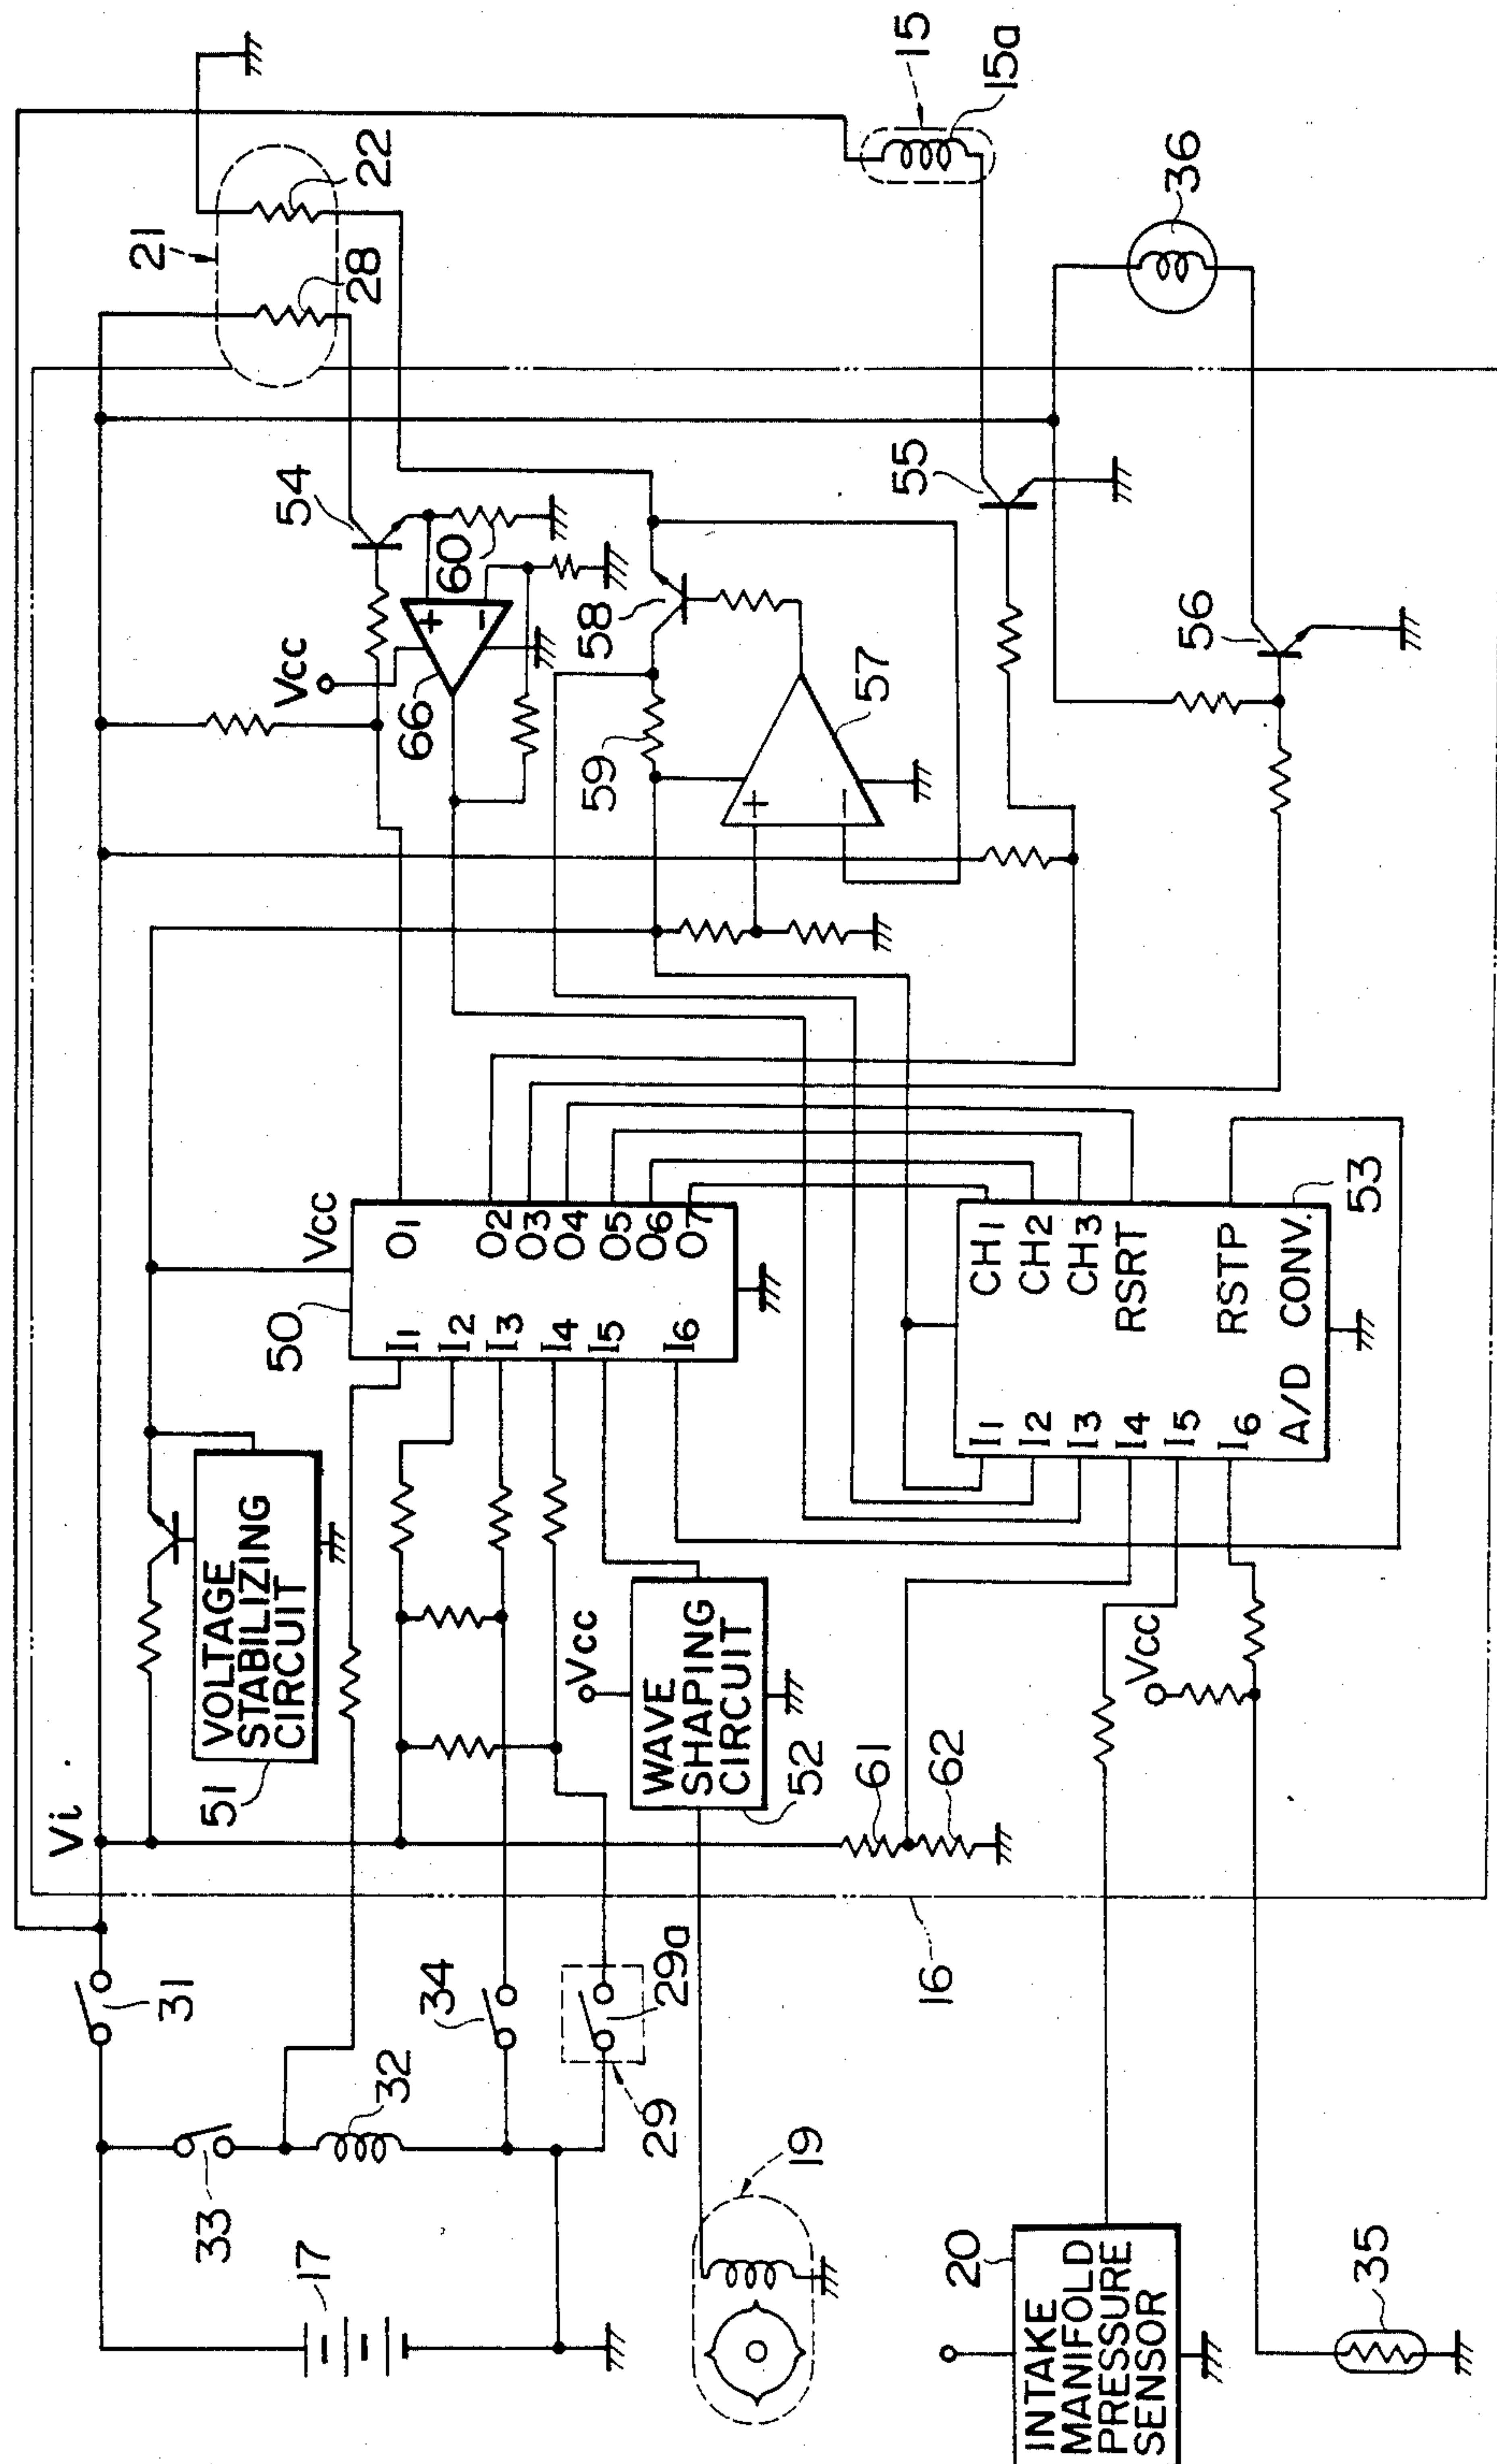 21
22
28
15
15a
36
54
60
Vcc
66
58
59
57
55
56
Vcc
50
O1
O2
O3
O4
O5
O6
O7
I1
I2
I3
I4
I5
I6
CH1
CH2
CH3
RSRT
RSTP
A/D CONV.
I1
I2
I3
I4
I5
I6
53
Vi
VOLTAGE
STABILIZING
CIRCUIT
51
Vcc
WAVE
SHAPING
CIRCUIT
52
61
62
Vcc
16
31
33
32
34
29a
29
17
19
20
INTAKE
MANIFOLD
PRESSURE
SENSOR
35